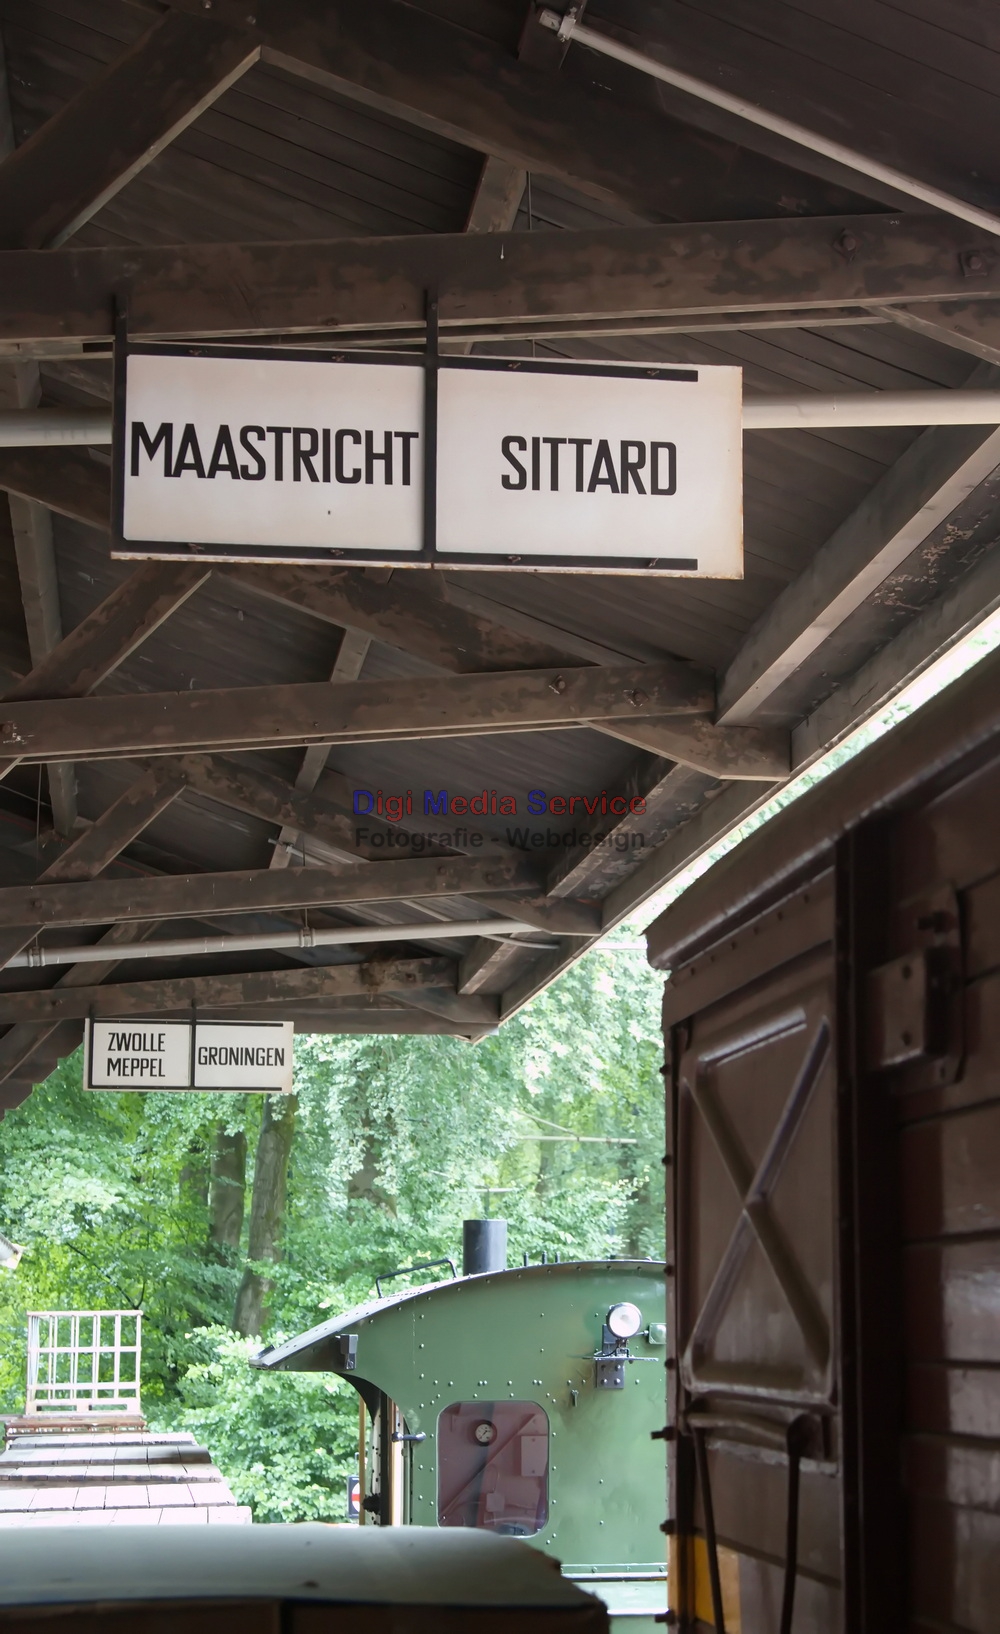 MAASTRICHT
SITTARD
Digi Media Service
Fotografie - Webdesign
ZWOLLE
MEPPEL
GRONINGEN